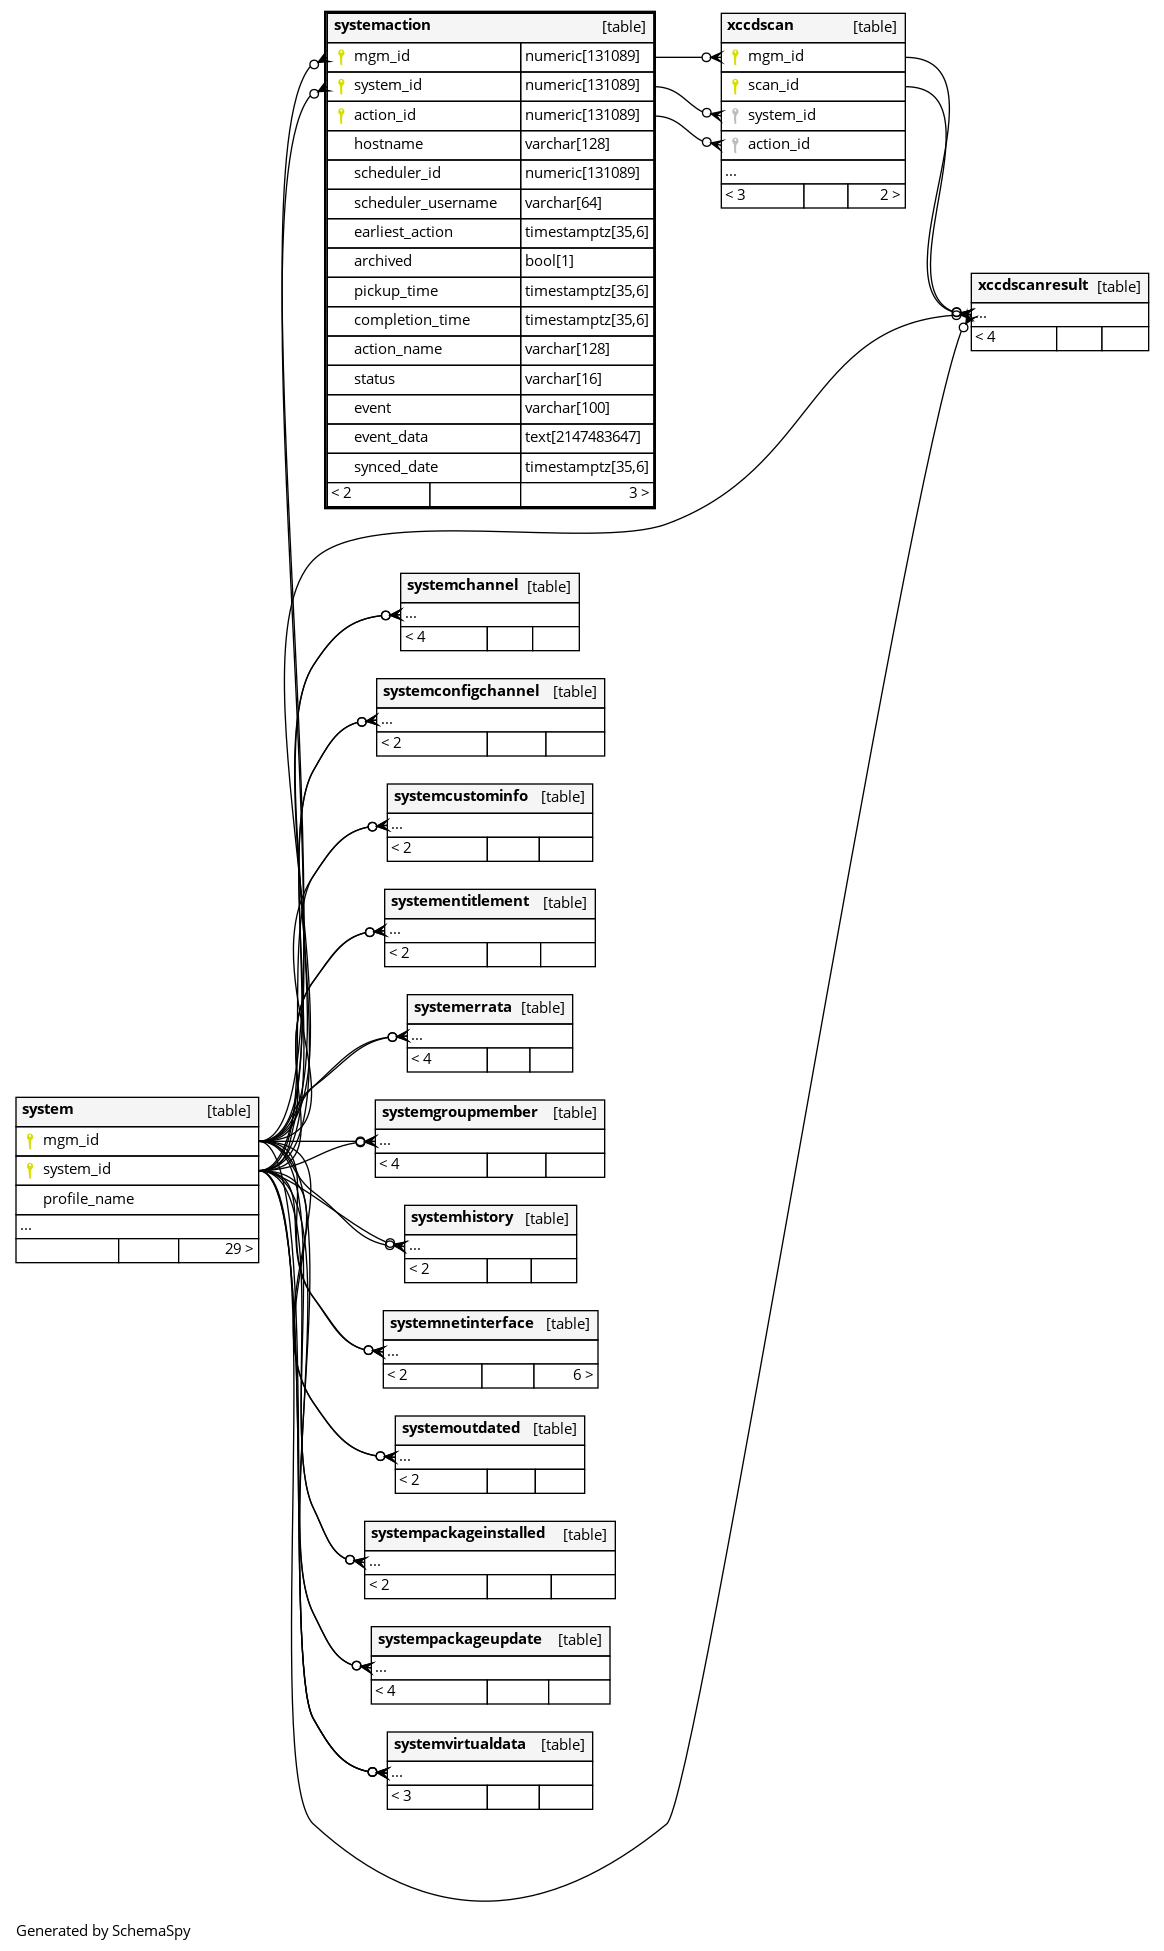 systemaction [table]
mgm_id numeric[131089]
system_id numeric[131089]
action_id numeric[131089]
hostname varchar[128]
scheduler_id numeric[131089]
scheduler_username varchar[64]
earliest_action timestamptz[35,6]
archived bool[1]
pickup_time timestamptz[35,6]
completion_time timestamptz[35,6]
action_name varchar[128]
status varchar[16]
event varchar[100]
event_data text[2147483647]
synced_date timestamptz[35,6]
< 2 3 >
xccdscan [table]
mgm_id
scan_id
system_id
action_id
...
< 3 2 >
xccdscanresult [table]
...
< 4
systemchannel [table]
...
< 4
systemconfigchannel [table]
...
< 2
systemcustominfo [table]
...
< 2
systementitlement [table]
...
< 2
systemerrata [table]
...
< 4
system [table]
mgm_id
system_id
profile_name
...
29 >
systemgroupmember [table]
...
< 4
systemhistory [table]
...
< 2
systemnetinterface [table]
...
< 2 6 >
systemoutdated [table]
...
< 2
systempackageinstalled [table]
...
< 2
systempackageupdate [table]
...
< 4
systemvirtualdata [table]
...
< 3
Generated by SchemaSpy